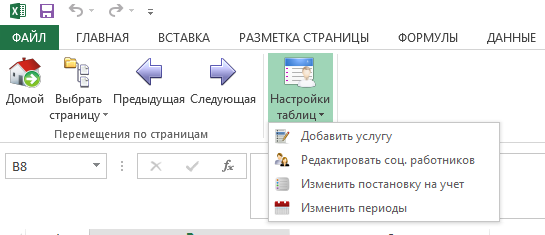 ФАЙЛ ГЛАВНАЯ ВСТАВКА РАЗМЕТКА СТРАНИЦЫ ФОРМУЛЫ ДАННЫЕ
Домой Выбрать страницу Предыдущая Следующая Настройки таблиц
Перемещения по страницам
Добавить услугу
Редактировать соц. работников
Изменить постановку на учет
Изменить периоды
B8
fx